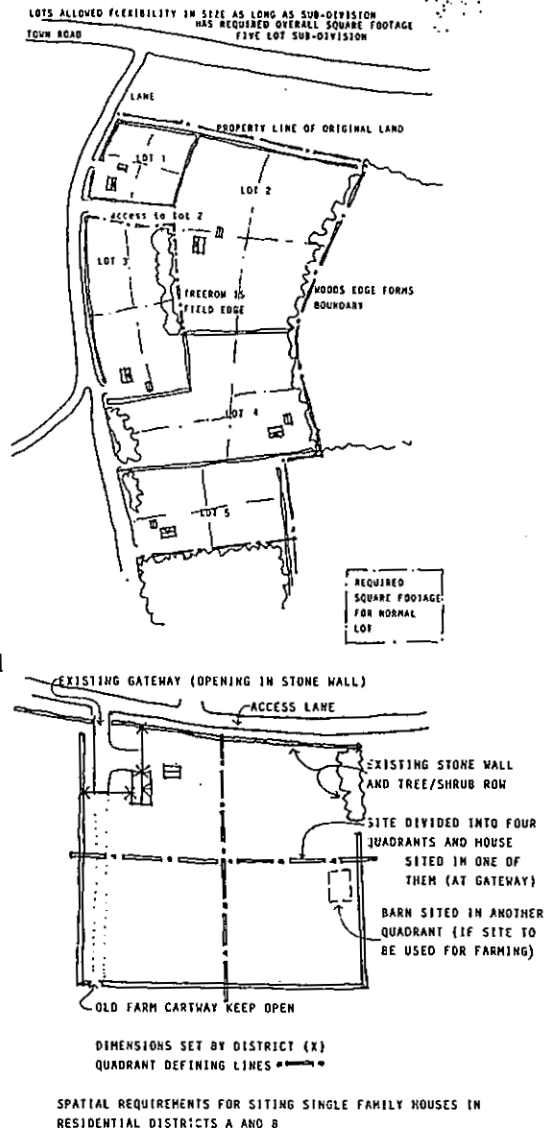 LOTS ALLOWED FLEXIBILITY IN SIZE AS LONG AS SUB-DIVISION
HAS REQUIRED OVERALL SQUARE FOOTAGE
FIVE LOT SUB-DIVISION
TOWN ROAD
LANE
PROPERTY LINE OF ORIGINAL LAND
LOT 1
LOT 2
access to lot 2
LOT 3
TREEROW IS
FIELD EDGE
WOODS EDGE FORMS
BOUNDARY
LOT 4
LOT 5
REQUIRED
SQUARE FOOTAGE
FOR NORMAL
LOT
EXISTING GATEWAY (OPENING IN STONE WALL)
ACCESS LANE
EXISTING STONE WALL
AND TREE/SHRUB ROW
SITE DIVIDED INTO FOUR
QUADRANTS AND HOUSE
SITED IN ONE OF
THEM (AT GATEWAY)
BARN SITED IN ANOTHER
QUADRANT (IF SITE TO
BE USED FOR FARMING)
OLD FARM CARTWAY KEEP OPEN
DIMENSIONS SET BY DISTRICT (X)
QUADRANT DEFINING LINES
SPATIAL REQUIREMENTS FOR SITING SINGLE FAMILY HOUSES IN
RESIDENTIAL DISTRICTS A AND B